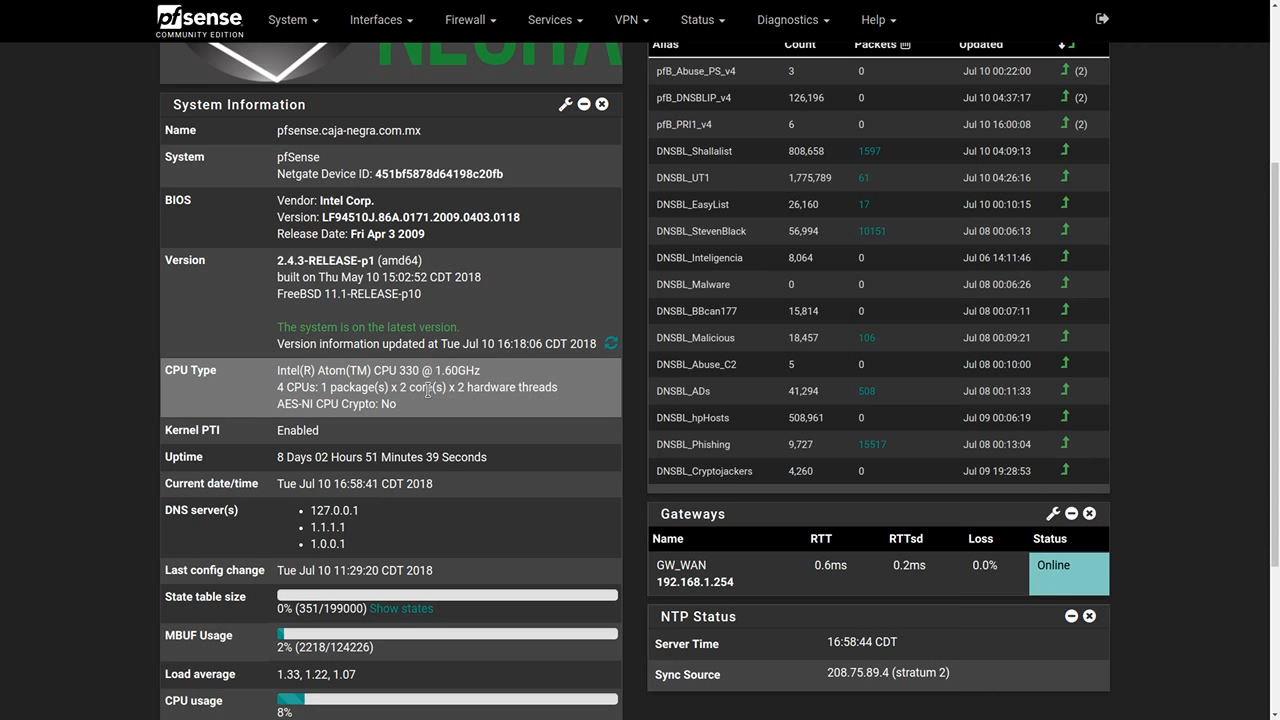 pfsense
COMMUNITY EDITION
System
Interfaces
Firewall
Services
VPN
Status
Diagnostics
Help
System Information
Name pfsense.caja-negra.com.mx
System pfSense
Netgate Device ID: 451bf5878d64198c20fb
BIOS Vendor: Intel Corp.
Version: LF94510J.86A.0171.2009.0403.0118
Release Date: Fri Apr 3 2009
Version 2.4.3-RELEASE-p1 (amd64)
built on Thu May 10 15:02:52 CDT 2018
FreeBSD 11.1-RELEASE-p10
The system is on the latest version.
Version information updated at Tue Jul 10 16:18:06 CDT 2018
CPU Type Intel(R) Atom(TM) CPU 330 @ 1.60GHz
4 CPUs: 1 package(s) x 2 core(s) x 2 hardware threads
AES-NI CPU Crypto: No
Kernel PTI Enabled
Uptime 8 Days 02 Hours 51 Minutes 39 Seconds
Current date/time Tue Jul 10 16:58:41 CDT 2018
DNS server(s) • 127.0.0.1
• 1.1.1.1
• 1.0.0.1
Last config change Tue Jul 10 11:29:20 CDT 2018
State table size
0% (351/199000) Show states
MBUF Usage
2% (2218/124226)
Load average 1.33, 1.22, 1.07
CPU usage
8%
Alias Count Packets Updated
pfB_Abuse_PS_v4 3 0 Jul 10 00:22:00 (2)
pfB_DNSBLIP_v4 126,196 0 Jul 10 04:37:17 (2)
pfB_PRI1_v4 6 0 Jul 10 16:00:08 (2)
DNSBL_Shallalist 808,658 1597 Jul 10 04:09:13
DNSBL_UT1 1,775,789 61 Jul 10 04:26:16
DNSBL_EasyList 26,160 17 Jul 10 00:10:15
DNSBL_StevenBlack 56,994 10151 Jul 08 00:06:13
DNSBL_Inteligencia 8,064 0 Jul 06 14:11:46
DNSBL_Malware 0 0 Jul 08 00:06:26
DNSBL_BBcan177 15,814 0 Jul 08 00:07:11
DNSBL_Malicious 18,457 106 Jul 08 00:09:21
DNSBL_Abuse_C2 5 0 Jul 08 00:10:00
DNSBL_ADs 41,294 508 Jul 08 00:11:33
DNSBL_hpHosts 508,961 0 Jul 09 00:06:19
DNSBL_Phishing 9,727 15517 Jul 08 00:13:04
DNSBL_Cryptojackers 4,260 0 Jul 09 19:28:53
Gateways
Name RTT RTTsd Loss Status
GW_WAN 0.6ms 0.2ms 0.0% Online
192.168.1.254
NTP Status
Server Time 16:58:44 CDT
Sync Source 208.75.89.4 (stratum 2)